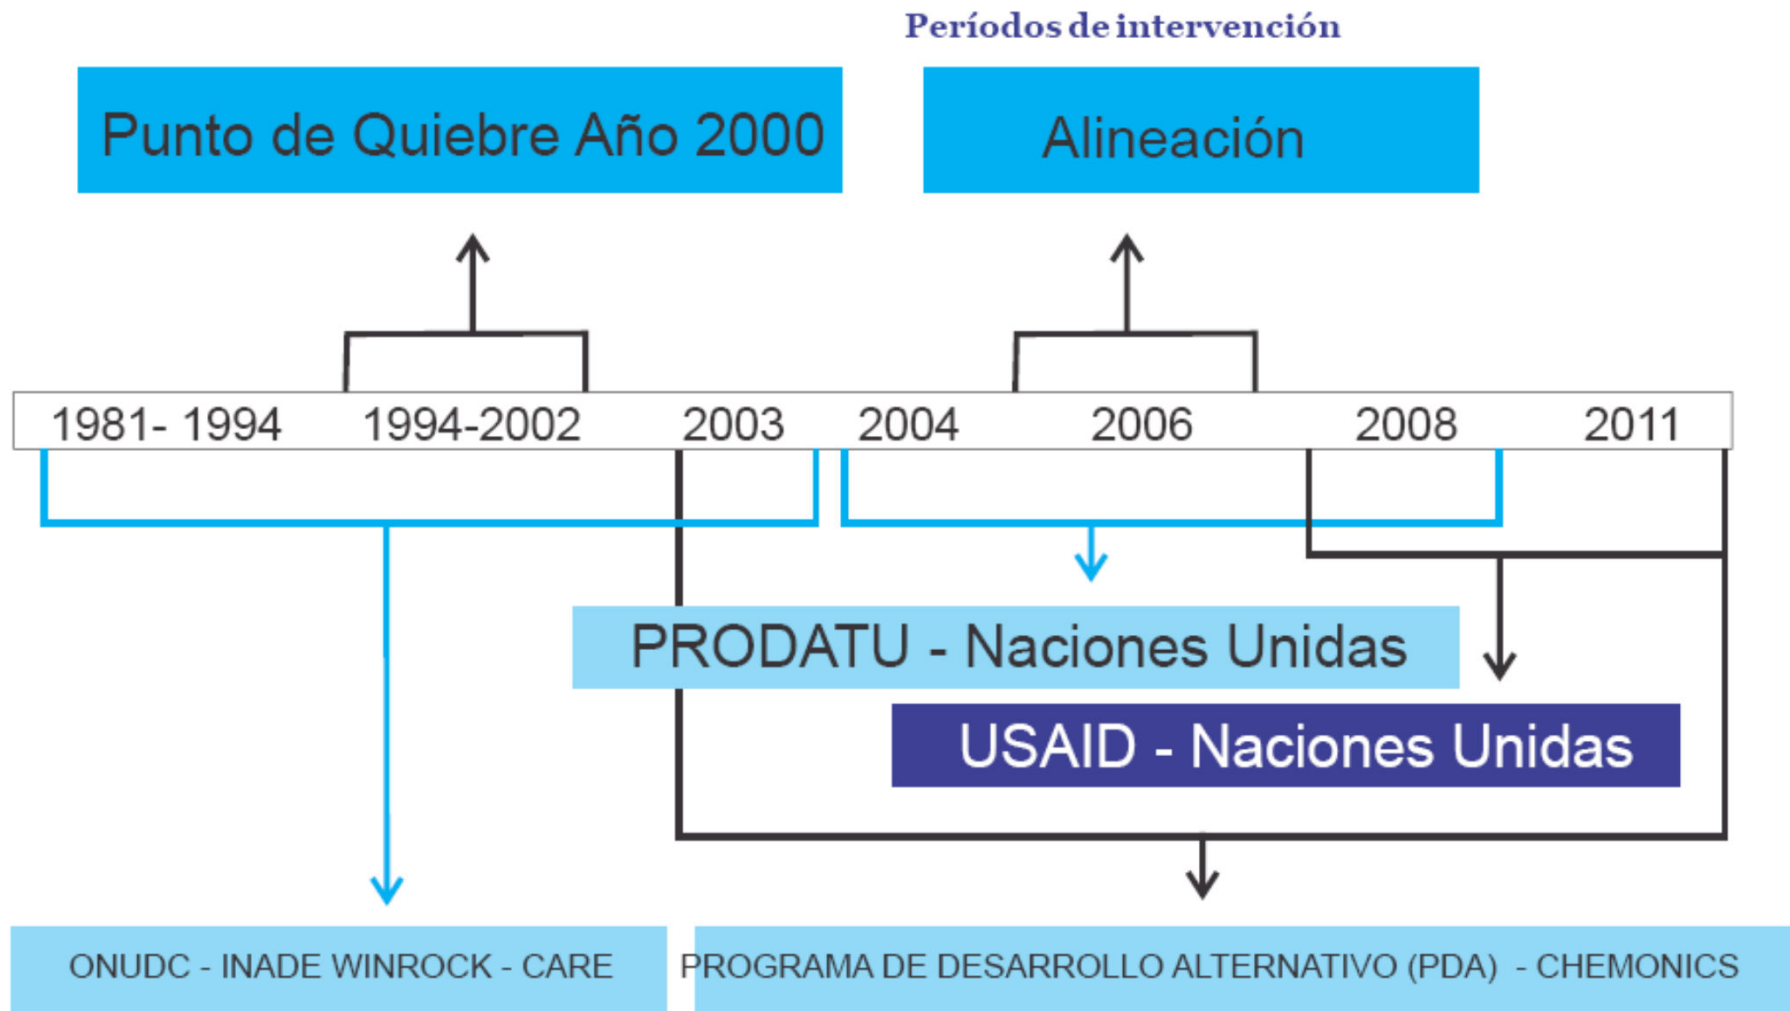 Períodos de intervención
Punto de Quiebre Año 2000
Alineación
1981- 1994 1994-2002 2003 2004 2006 2008 2011
PRODATU - Naciones Unidas
USAID - Naciones Unidas
ONUDC - INADE WINROCK - CARE
PROGRAMA DE DESARROLLO ALTERNATIVO (PDA) - CHEMONICS